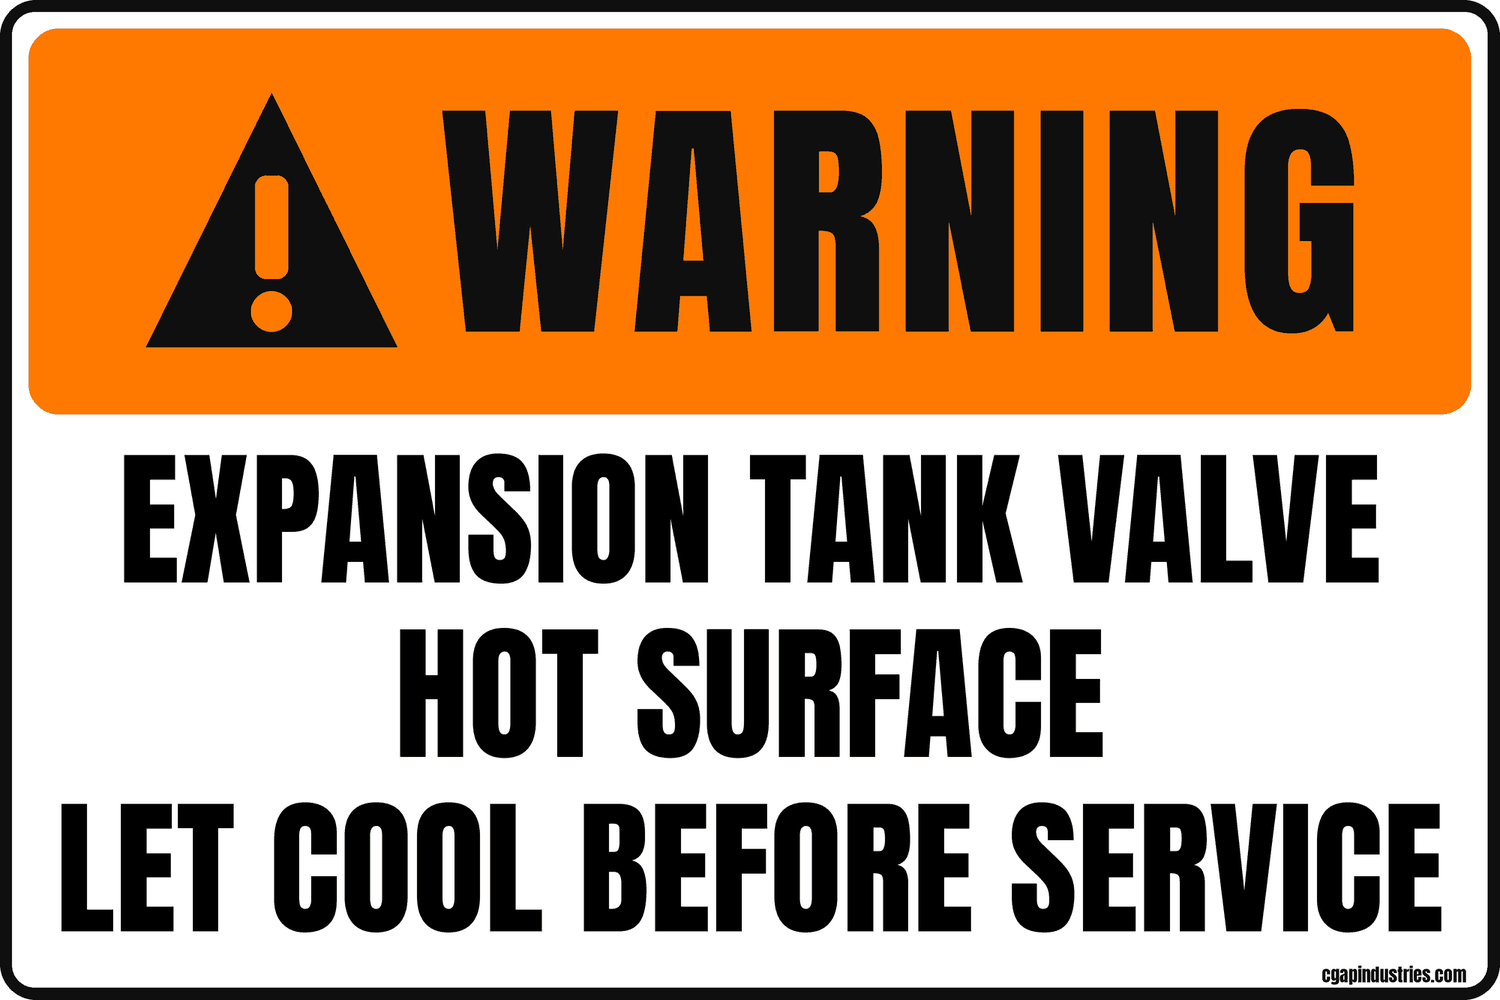 WARNING
EXPANSION TANK VALVE
HOT SURFACE
LET COOL BEFORE SERVICE
cgapindustries.com